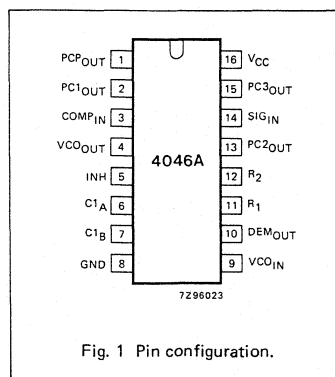 PCPOUT 1
PC1OUT 2
COMPIN 3
VCOOUT 4
INH 5
C1A 6
C1B 7
GND 8
4046A
16 VCC
15 PC3OUT
14 SIGIN
13 PC2OUT
12 R2
11 R1
10 DEMOUT
9 VCOIN
7Z96023
Fig. 1 Pin configuration.